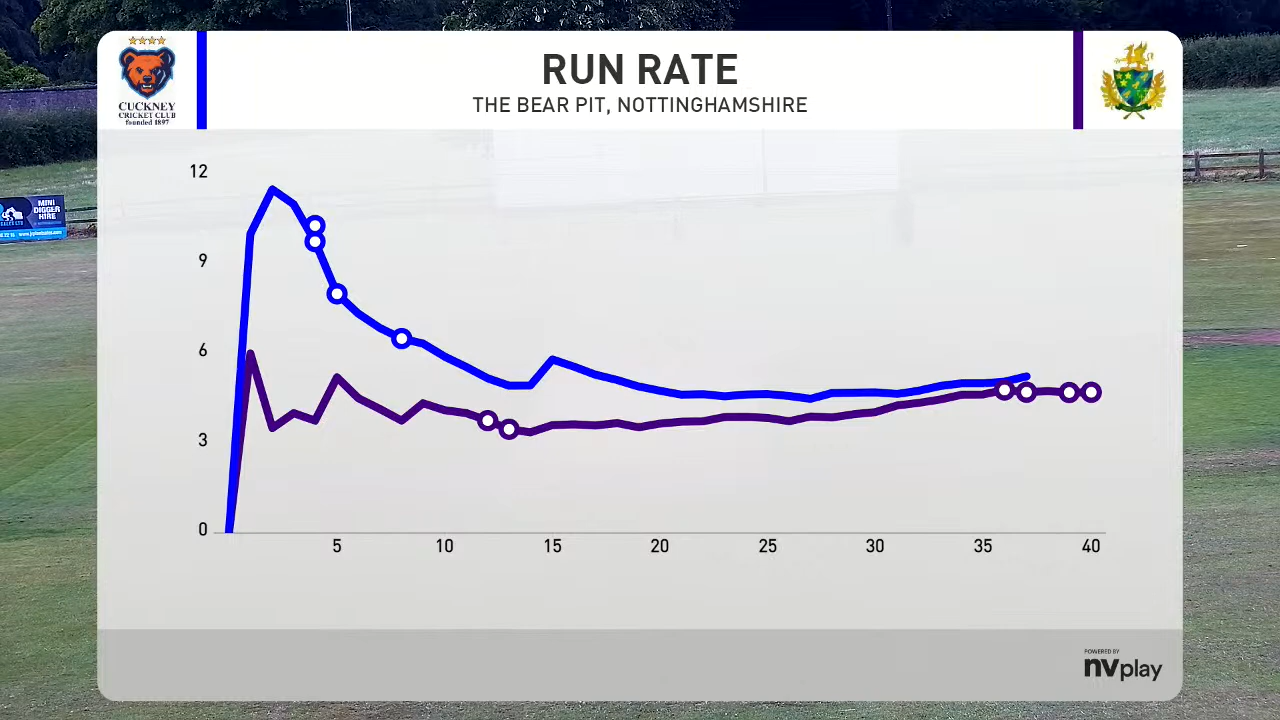 CUCKNEY
CRICKET CLUB
founded 1897
RUN RATE
THE BEAR PIT, NOTTINGHAMSHIRE
12
9
6
3
0
5 10 15 20 25 30 35 40
MINI
DIGGER
HIRE
POWERED BY
nvplay